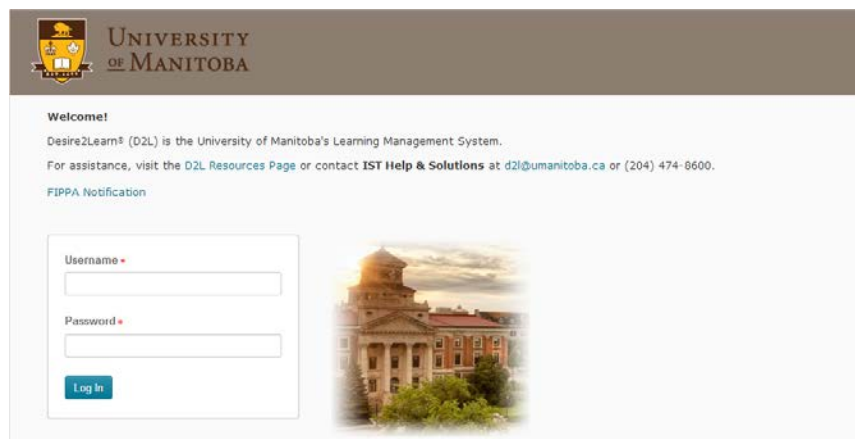 UNIVERSITY
OF MANITOBA
Welcome!
Desire2Learn® (D2L) is the University of Manitoba's Learning Management System.
For assistance, visit the D2L Resources Page or contact IST Help & Solutions at d2l@umanitoba.ca or (204) 474-8600.
FIPPA Notification
Username •
Password •
Log In